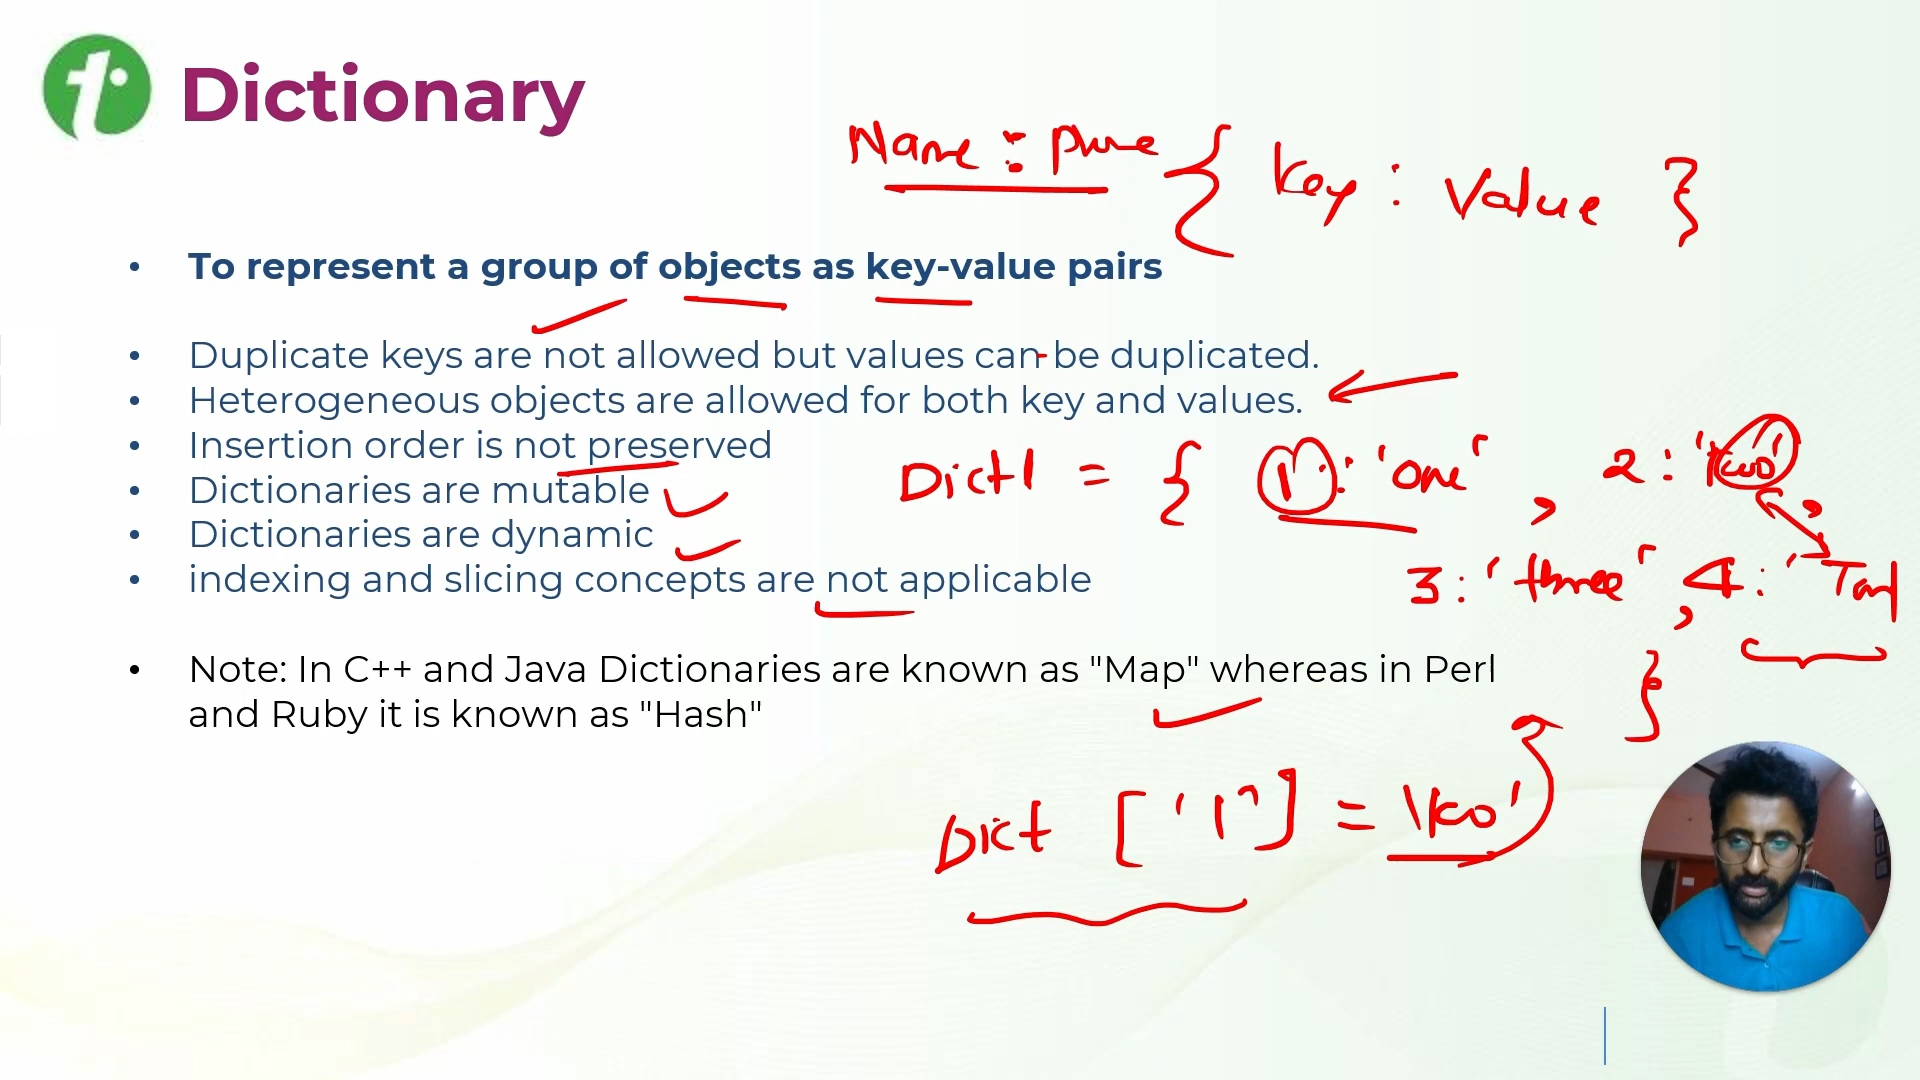 Dictionary
Name : 
{ Key : Value }
• To represent a group of objects as key-value pairs
• Duplicate keys are not allowed but values can be duplicated.
• Heterogeneous objects are allowed for both key and values.
• Insertion order is not preserved
• Dictionaries are mutable
• Dictionaries are dynamic
• indexing and slicing concepts are not applicable
Dict1 = { 1 : 'one' , 2 : 'two' ,
3 : 'three' , 4 : '
}
• Note: In C++ and Java Dictionaries are known as "Map" whereas in Perl
and Ruby it is known as "Hash"
Dict ['1'] =